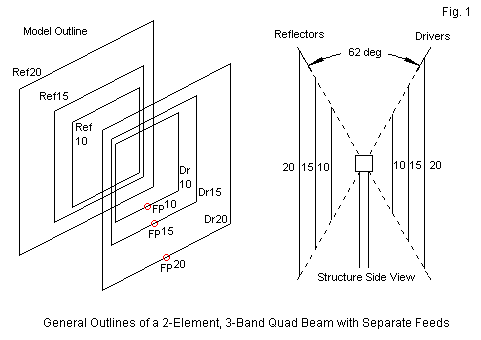 Fig. 1
Model Outline
Ref20
Ref15
Ref
10
Dr
10
Dr15
Dr20
FP10
FP15
FP20
Reflectors
Drivers
62 deg
20 15 10
10 15 20
Structure Side View
General Outlines of a 2-Element, 3-Band Quad Beam with Separate Feeds